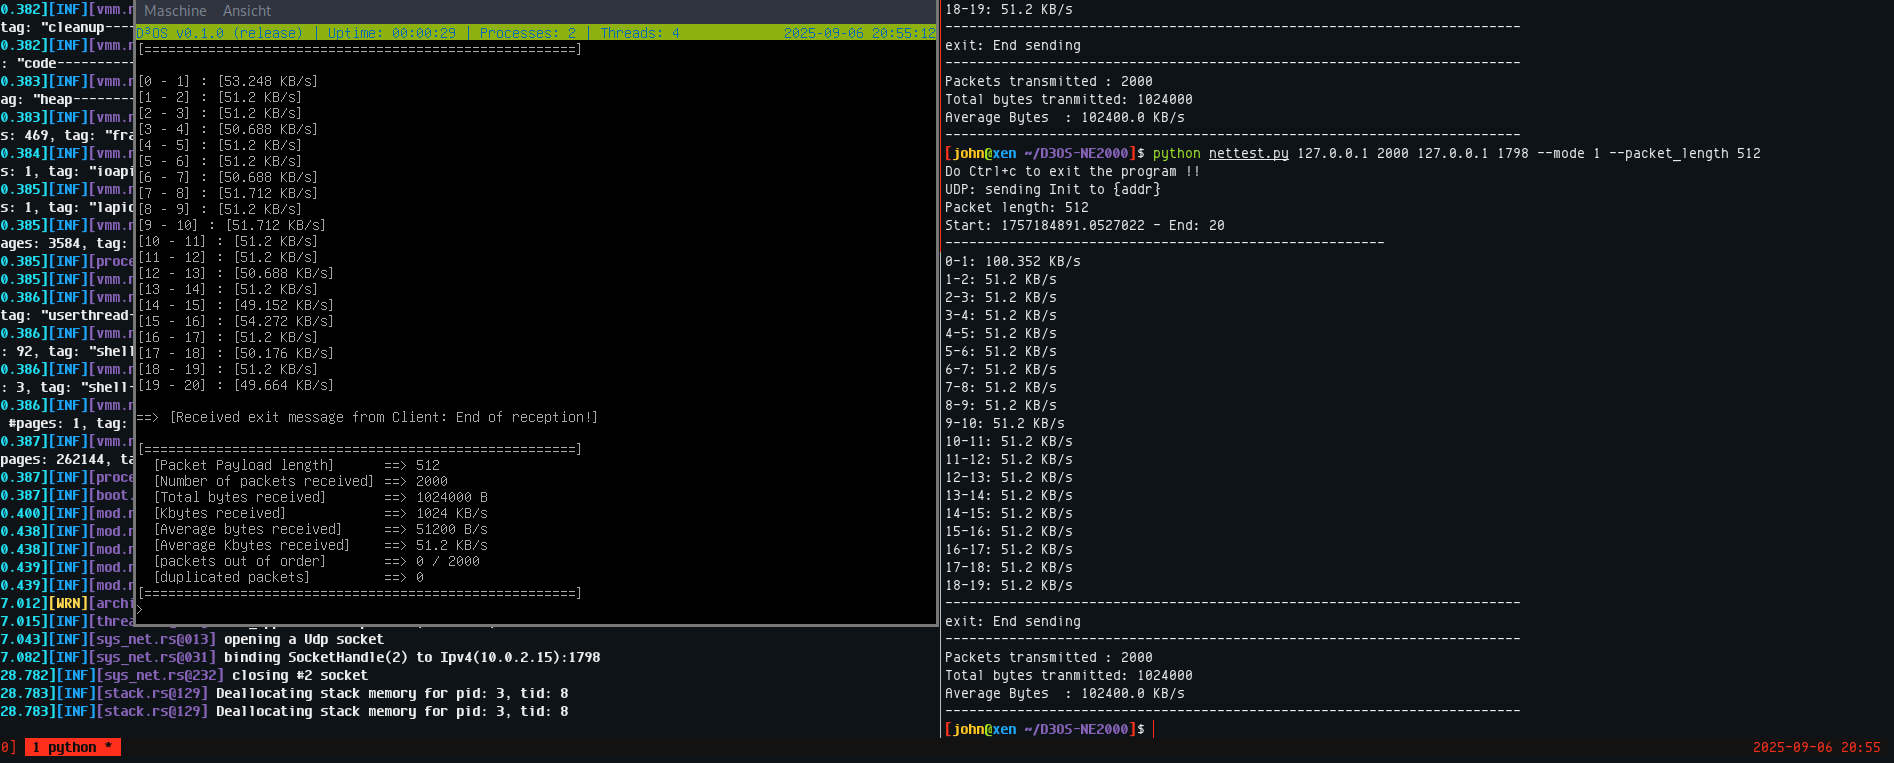 0.382][INF][vmm.r
tag: "cleanup---
0.382][INF][vmm.r
: "code----------
0.383][INF][vmm.r
ag: "heap--------
0.383][INF][vmm.r
s: 469, tag: "fra
0.384][INF][vmm.r
s: 1, tag: "ioapi
0.385][INF][vmm.r
s: 1, tag: "lapic
0.385][INF][vmm.r
ages: 3584, tag:
0.385][INF][proce
0.385][INF][vmm.r
0.386][INF][vmm.r
tag: "userthread-
0.386][INF][vmm.r
: 92, tag: "shell
0.386][INF][vmm.r
: 3, tag: "shell-
0.386][INF][vmm.r
#pages: 1, tag:
0.387][INF][vmm.r
pages: 262144, ta
0.387][INF][proce
0.387][INF][boot.
0.400][INF][mod.r
0.438][INF][mod.r
0.438][INF][mod.r
0.439][INF][mod.r
0.439][INF][mod.r
7.012][WRN][archi
7.015][INF][threa
7.043][INF][sys_net.rs@013] opening a Udp socket
7.082][INF][sys_net.rs@031] binding SocketHandle(2) to Ipv4(10.0.2.15):1798
28.782][INF][sys_net.rs@232] closing #2 socket
28.783][INF][stack.rs@129] Deallocating stack memory for pid: 3, tid: 8
28.783][INF][stack.rs@129] Deallocating stack memory for pid: 3, tid: 8
Maschine Ansicht
D³OS v0.1.0 (release) | Uptime: 00:00:29 | Processes: 2 | Threads: 4 2025-09-06 20:55:12
[======================================================]
[0 - 1] : [53.248 KB/s]
[1 - 2] : [51.2 KB/s]
[2 - 3] : [51.2 KB/s]
[3 - 4] : [50.688 KB/s]
[4 - 5] : [51.2 KB/s]
[5 - 6] : [51.2 KB/s]
[6 - 7] : [50.688 KB/s]
[7 - 8] : [51.712 KB/s]
[8 - 9] : [51.2 KB/s]
[9 - 10] : [51.712 KB/s]
[10 - 11] : [51.2 KB/s]
[11 - 12] : [51.2 KB/s]
[12 - 13] : [50.688 KB/s]
[13 - 14] : [51.2 KB/s]
[14 - 15] : [49.152 KB/s]
[15 - 16] : [54.272 KB/s]
[16 - 17] : [51.2 KB/s]
[17 - 18] : [50.176 KB/s]
[18 - 19] : [51.2 KB/s]
[19 - 20] : [49.664 KB/s]
==> [Received exit message from Client: End of reception!]
[======================================================]
[Packet Payload length] ==> 512
[Number of packets received] ==> 2000
[Total bytes received] ==> 1024000 B
[Kbytes received] ==> 1024 KB/s
[Average bytes received] ==> 51200 B/s
[Average Kbytes received] ==> 51.2 KB/s
[packets out of order] ==> 0 / 2000
[duplicated packets] ==> 0
[======================================================]
>
18-19: 51.2 KB/s
------------------------------------------------------------------------
exit: End sending
------------------------------------------------------------------------
Packets transmitted : 2000
Total bytes tranmitted: 1024000
Average Bytes : 102400.0 KB/s
------------------------------------------------------------------------
[john@xen ~/D3OS-NE2000]$ python nettest.py 127.0.0.1 2000 127.0.0.1 1798 --mode 1 --packet_length 512
Do Ctrl+c to exit the program !!
UDP: sending Init to {addr}
Packet length: 512
Start: 1757184891.0527022 - End: 20
-------------------------------------------------------
0-1: 100.352 KB/s
1-2: 51.2 KB/s
2-3: 51.2 KB/s
3-4: 51.2 KB/s
4-5: 51.2 KB/s
5-6: 51.2 KB/s
6-7: 51.2 KB/s
7-8: 51.2 KB/s
8-9: 51.2 KB/s
9-10: 51.2 KB/s
10-11: 51.2 KB/s
11-12: 51.2 KB/s
12-13: 51.2 KB/s
13-14: 51.2 KB/s
14-15: 51.2 KB/s
15-16: 51.2 KB/s
16-17: 51.2 KB/s
17-18: 51.2 KB/s
18-19: 51.2 KB/s
------------------------------------------------------------------------
exit: End sending
------------------------------------------------------------------------
Packets transmitted : 2000
Total bytes tranmitted: 1024000
Average Bytes : 102400.0 KB/s
------------------------------------------------------------------------
[john@xen ~/D3OS-NE2000]$
0] 1 python * 2025-09-06 20:55